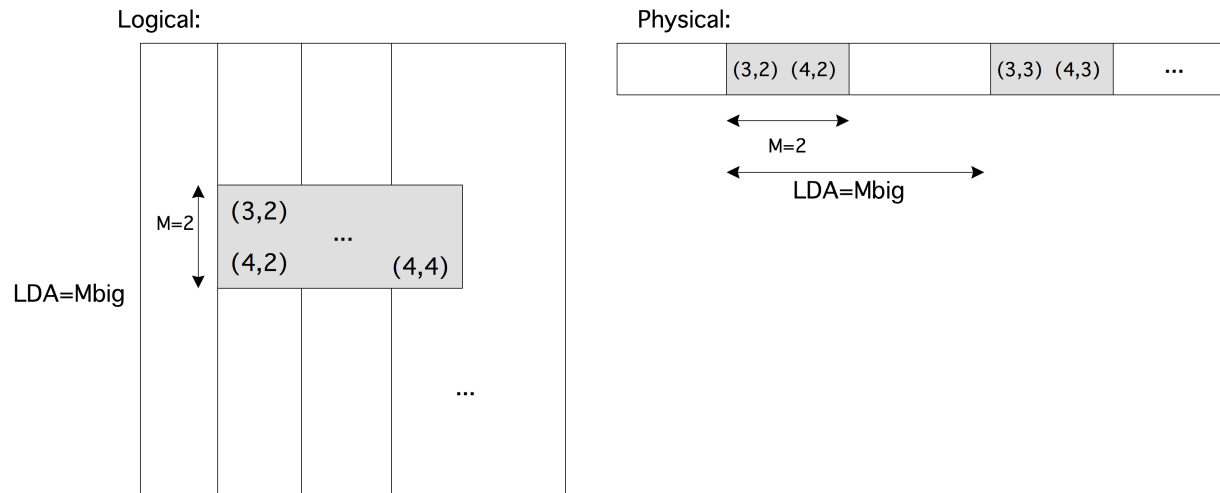 Logical:
M=2
(3,2)
...
(4,2)
(4,4)
LDA=Mbig
...
Physical:
(3,2) (4,2)
(3,3) (4,3)
...
M=2
LDA=Mbig